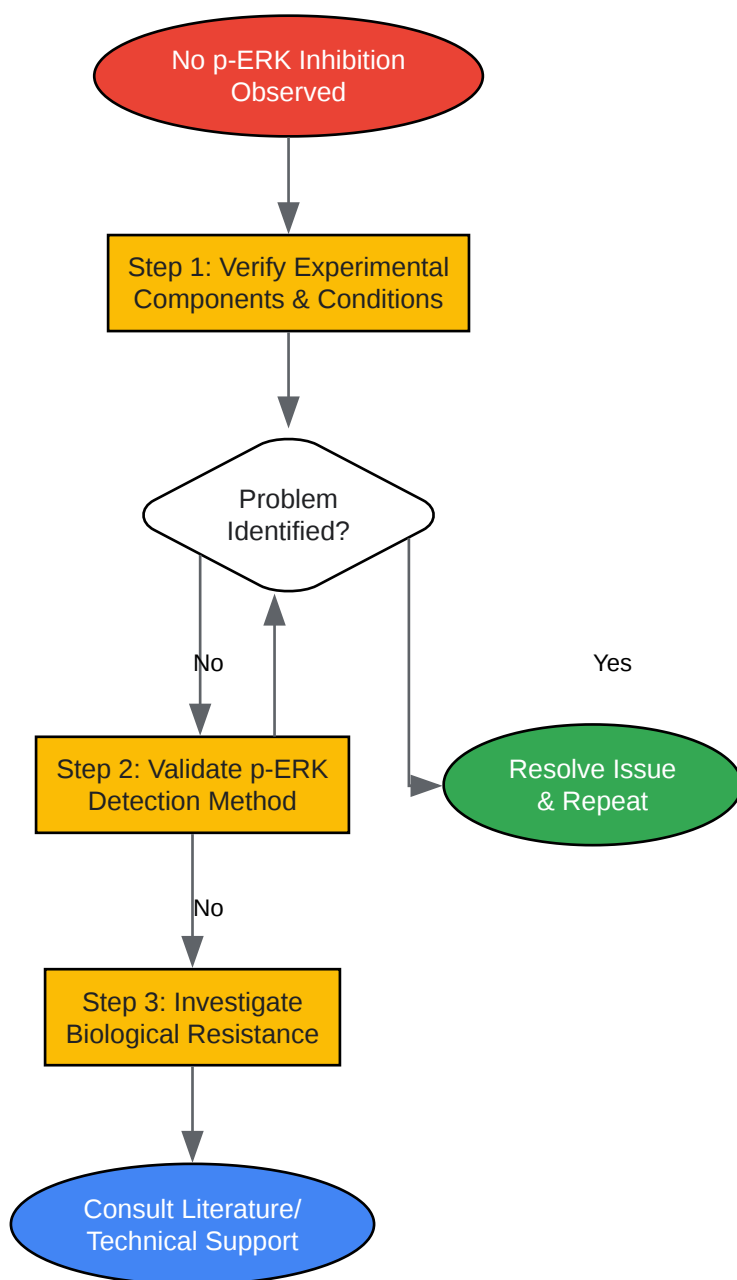 No p-ERK Inhibition
Observed
Step 1: Verify Experimental
Components & Conditions
Problem
Identified?
No
Yes
Step 2: Validate p-ERK
Detection Method
Resolve Issue
& Repeat
No
Step 3: Investigate
Biological Resistance
Consult Literature/
Technical Support